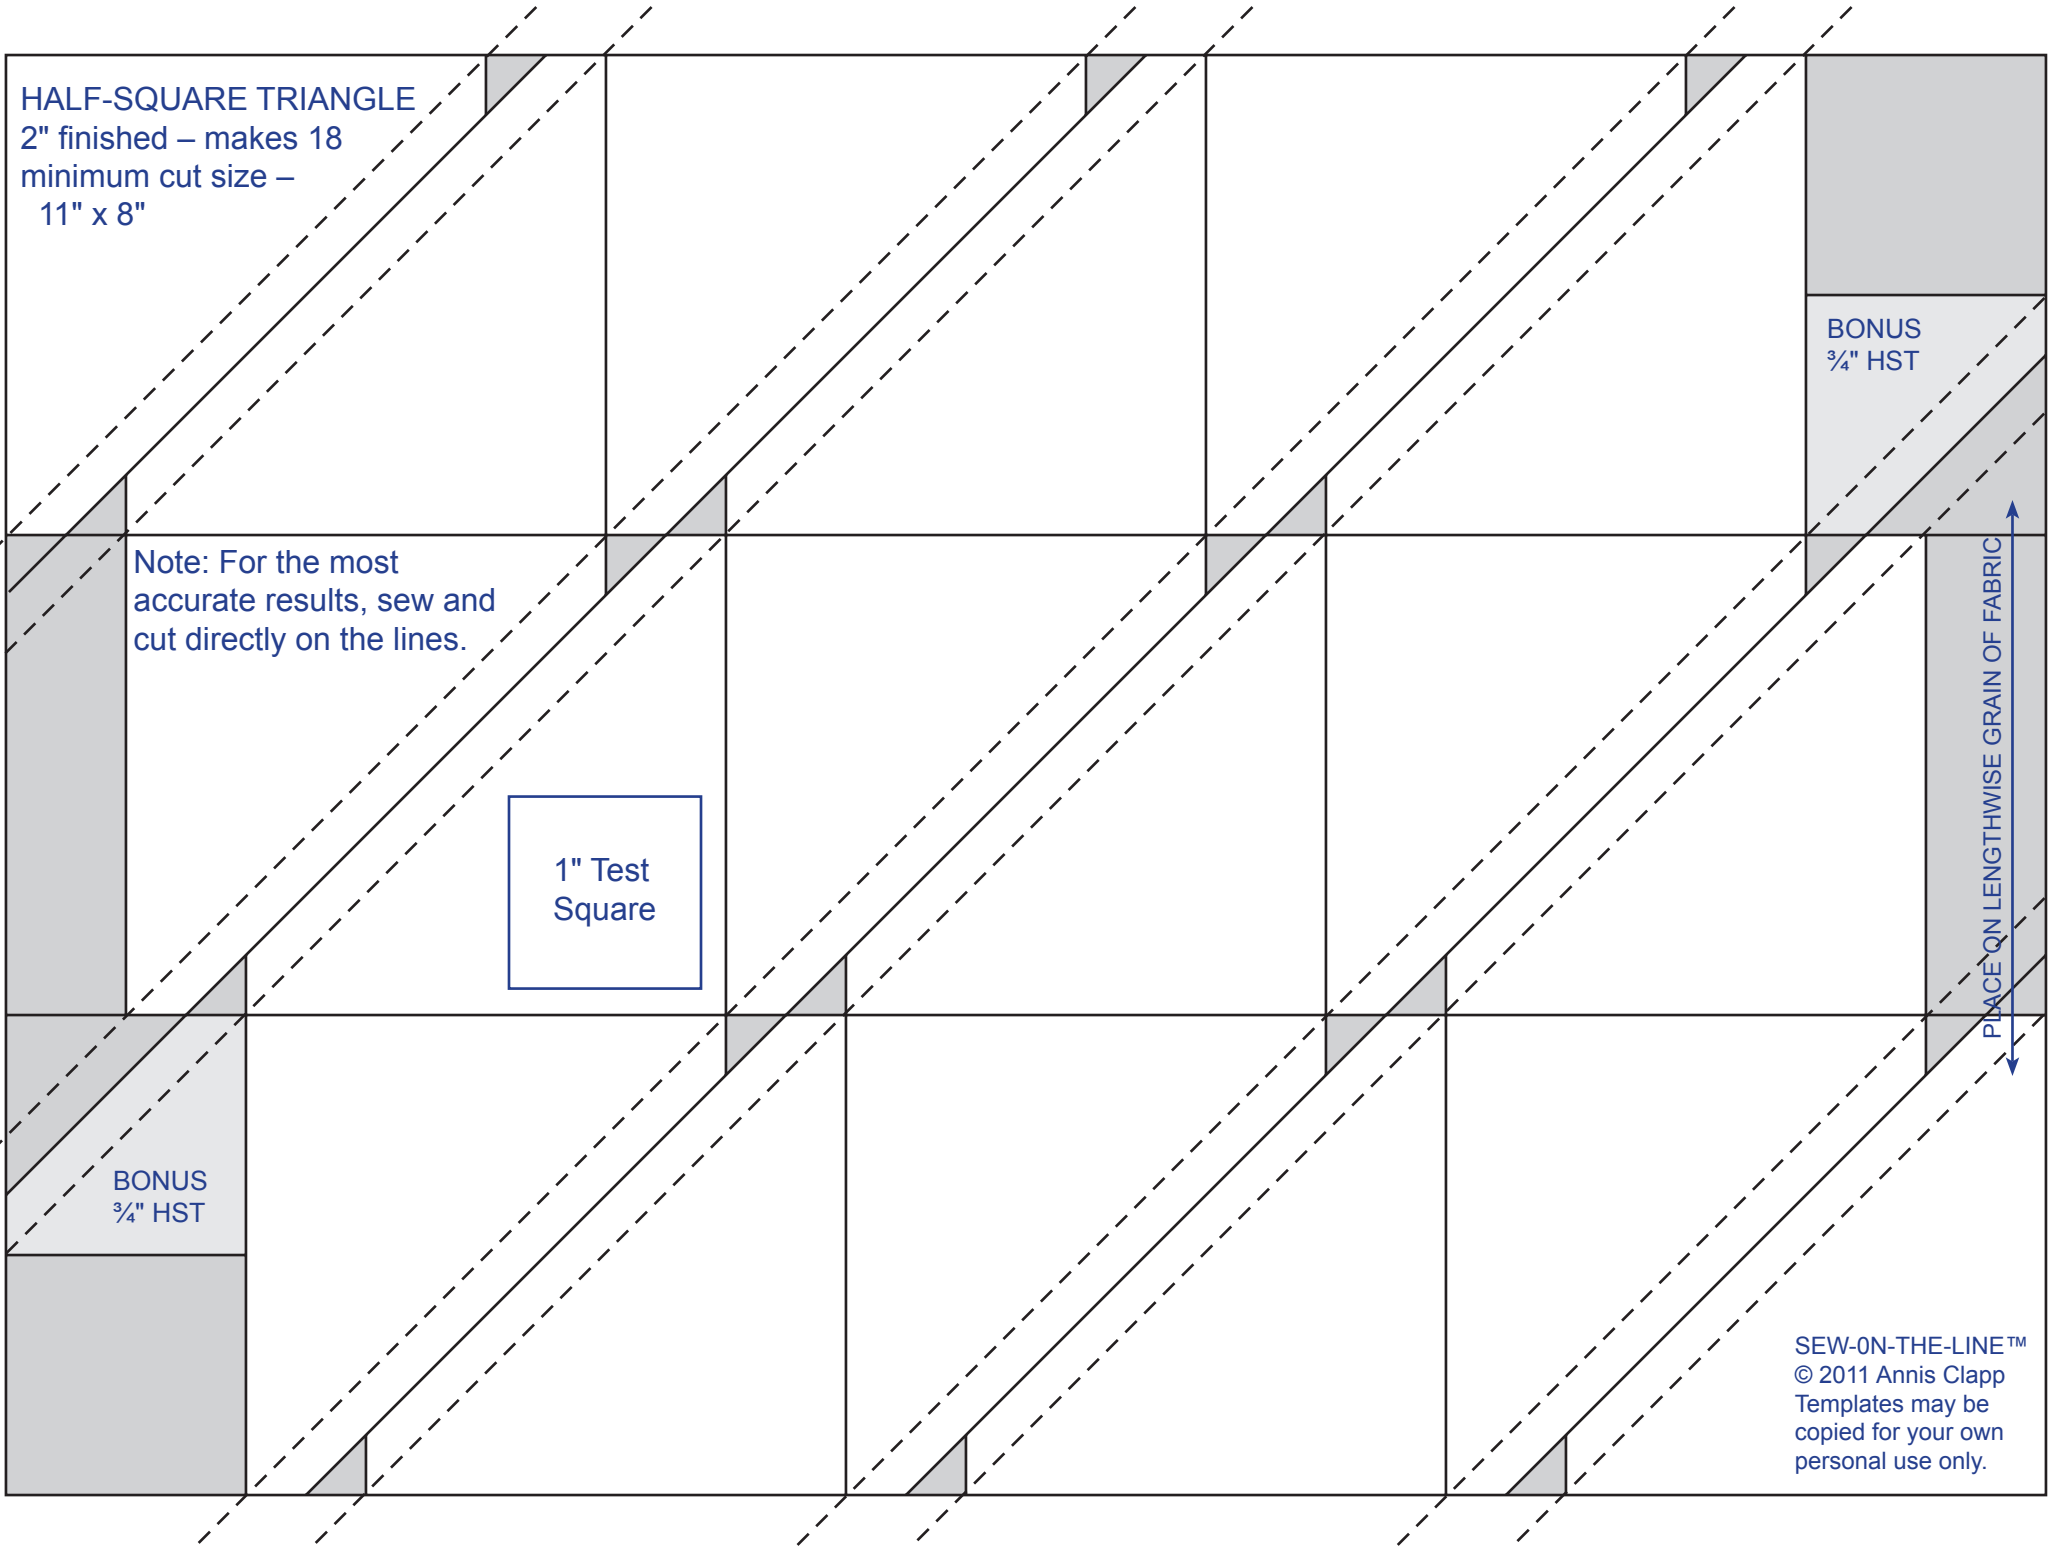 HALF-SQUARE TRIANGLE
2" finished – makes 18
minimum cut size –
11" x 8"
BONUS
¾" HST
Note: For the most
accurate results, sew and
cut directly on the lines.
PLACE ON LENGTHWISE GRAIN OF FABRIC
1" Test
Square
BONUS
¾" HST
SEW-0N-THE-LINE™
© 2011 Annis Clapp
Templates may be
copied for your own
personal use only.